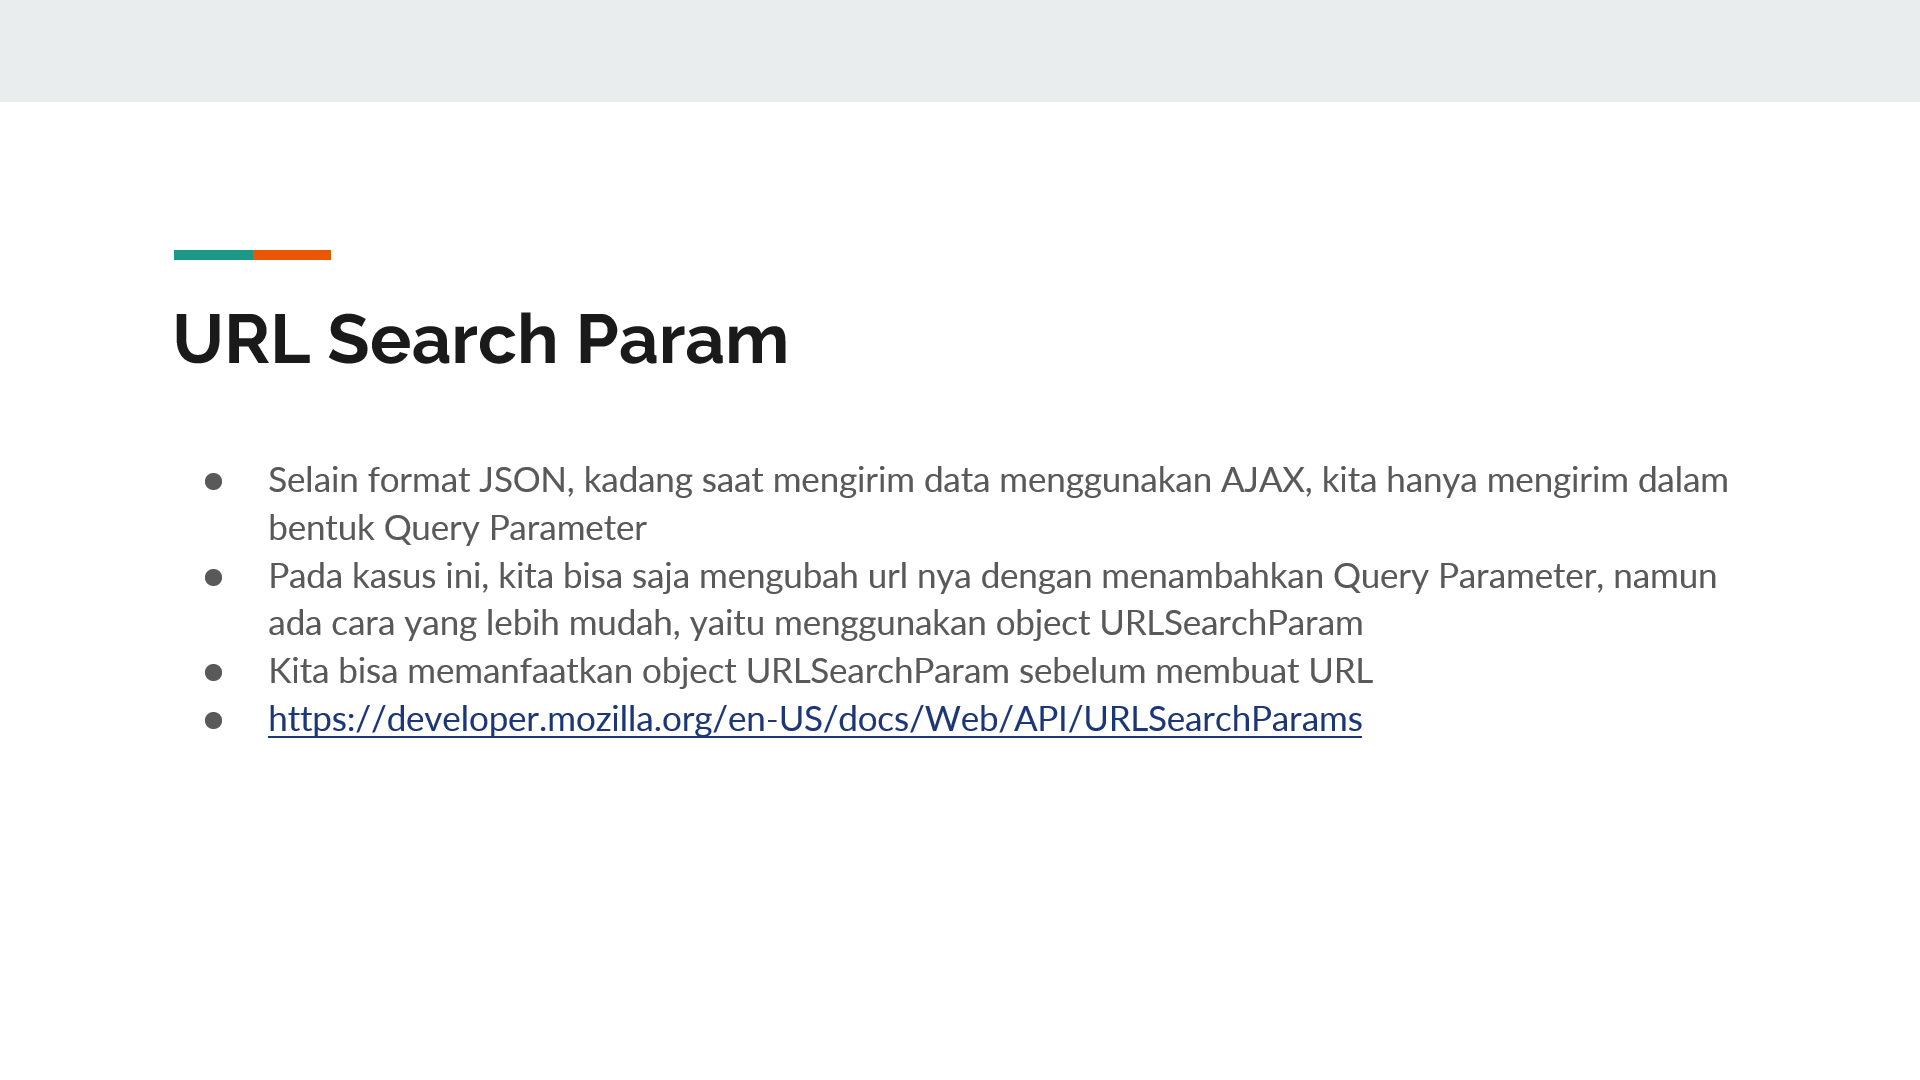 URL Search Param
● Selain format JSON, kadang saat mengirim data menggunakan AJAX, kita hanya mengirim dalam
bentuk Query Parameter
● Pada kasus ini, kita bisa saja mengubah url nya dengan menambahkan Query Parameter, namun
ada cara yang lebih mudah, yaitu menggunakan object URLSearchParam
● Kita bisa memanfaatkan object URLSearchParam sebelum membuat URL
● https://developer.mozilla.org/en-US/docs/Web/API/URLSearchParams